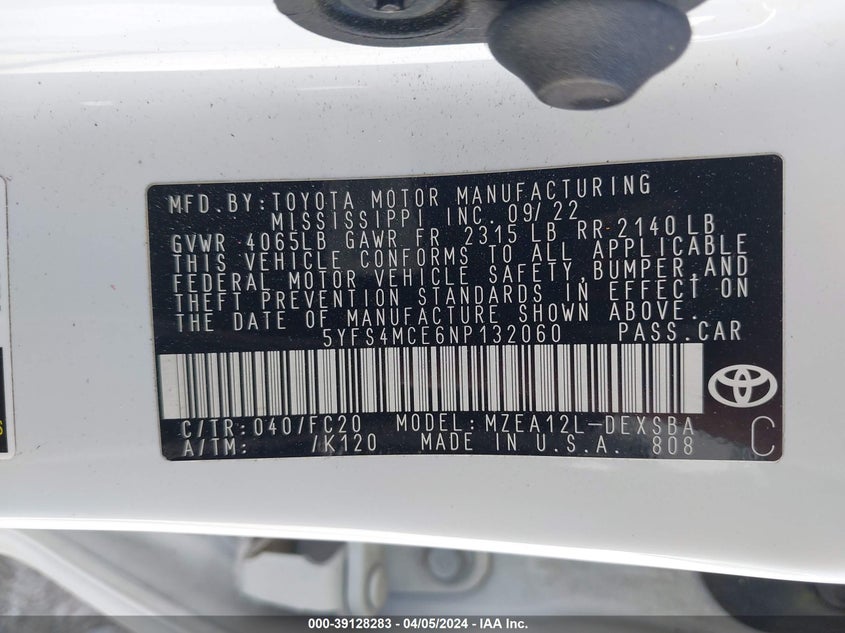 MFD. BY: TOYOTA MOTOR MANUFACTURING
MISSISSIPPI INC. 09/22
GVWR 4065LB GAWR FR 2315 LB RR 2140 LB
THIS VEHICLE CONFORMS TO ALL APPLICABLE
FEDERAL MOTOR VEHICLE SAFETY, BUMPER, AND
THEFT PREVENTION STANDARDS IN EFFECT ON
THE DATE OF MANUFACTURE SHOWN ABOVE.
5YFS4MCE6NP132060 PASS. CAR
C/TR: 040/FC20 MODEL: MZEA12L-DEXSBA
A/TM: /K120 MADE IN U.S.A. 808
C
000-39128283 - 04/05/2024 - IAA Inc.